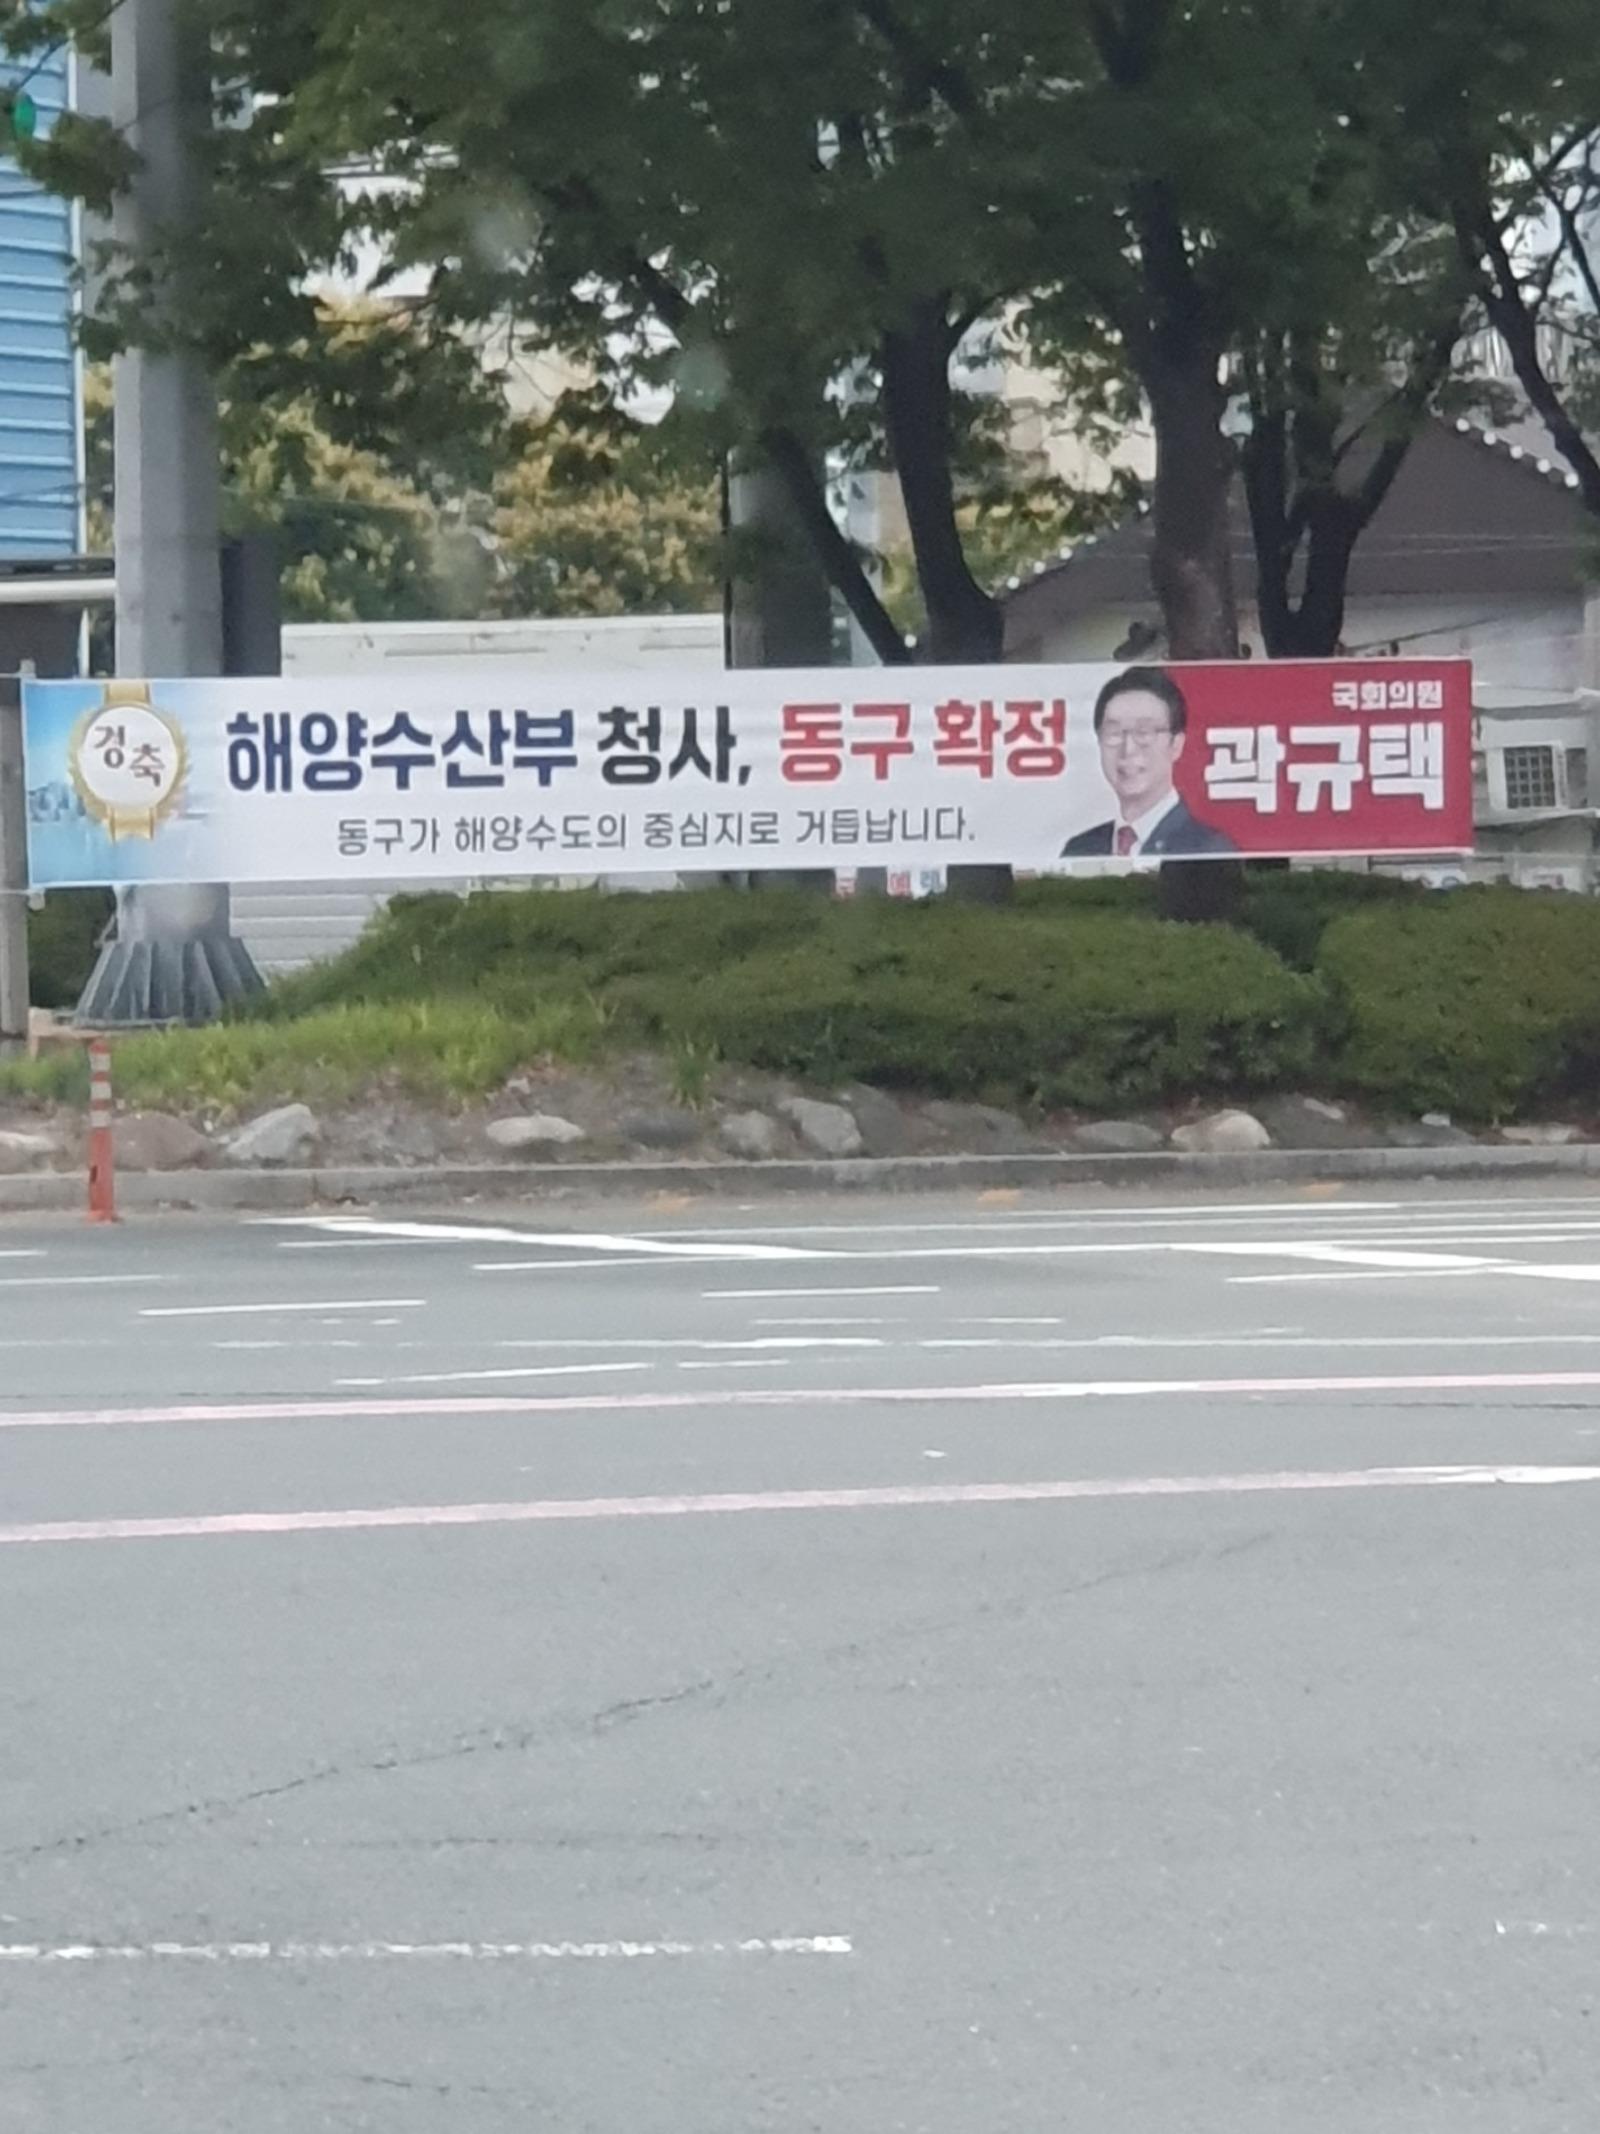 경축
해양수산부 청사, 동구 확정
동구가 해양수도의 중심지로 거듭납니다.
국회의원
곽규택